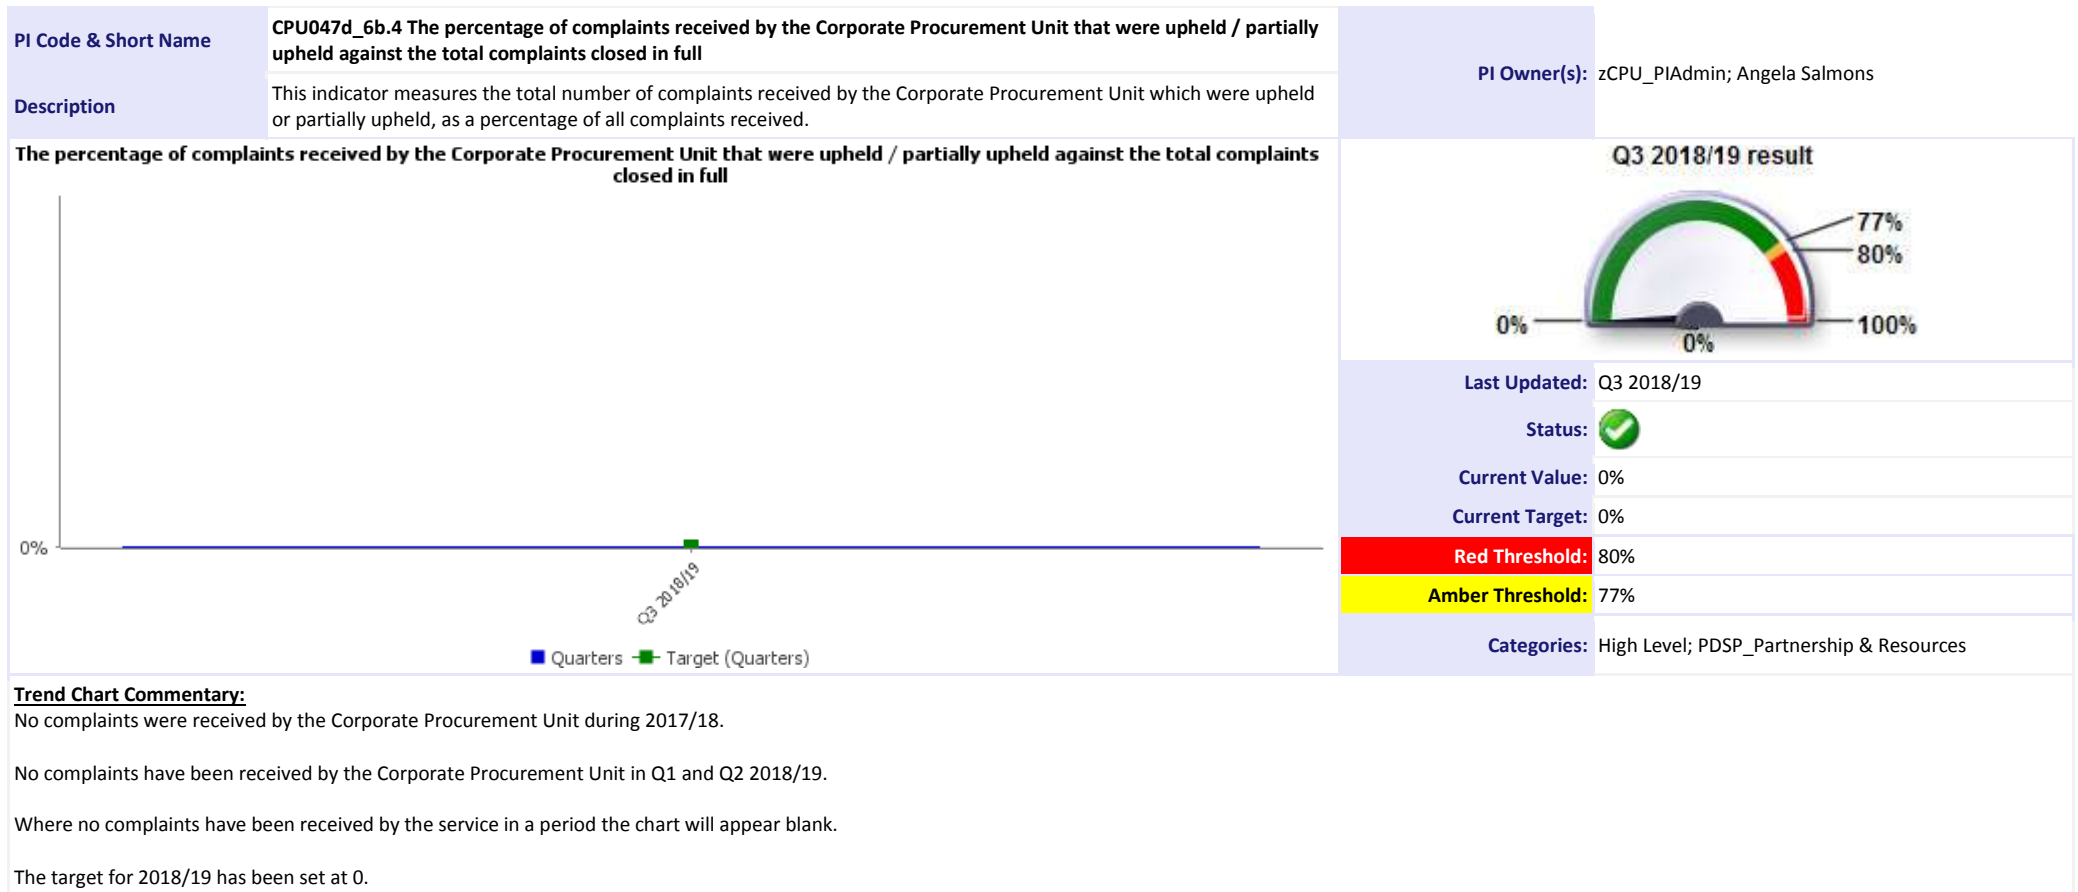 PI Code & Short Name
CPU047d_6b.4 The percentage of complaints received by the Corporate Procurement Unit that were upheld / partially
upheld against the total complaints closed in full
PI Owner(s): zCPU_PIAdmin; Angela Salmons
Description
This indicator measures the total number of complaints received by the Corporate Procurement Unit which were upheld
or partially upheld, as a percentage of all complaints received.
The percentage of complaints received by the Corporate Procurement Unit that were upheld / partially upheld against the total complaints
closed in full
0%
Q3 2018/19
Quarters
Target (Quarters)
Q3 2018/19 result
77%
80%
0%
100%
0%
Last Updated: Q3 2018/19
Status:
Current Value: 0%
Current Target: 0%
Red Threshold: 80%
Amber Threshold: 77%
Categories: High Level; PDSP_Partnership & Resources
Trend Chart Commentary:
No complaints were received by the Corporate Procurement Unit during 2017/18.
No complaints have been received by the Corporate Procurement Unit in Q1 and Q2 2018/19.
Where no complaints have been received by the service in a period the chart will appear blank.
The target for 2018/19 has been set at 0.